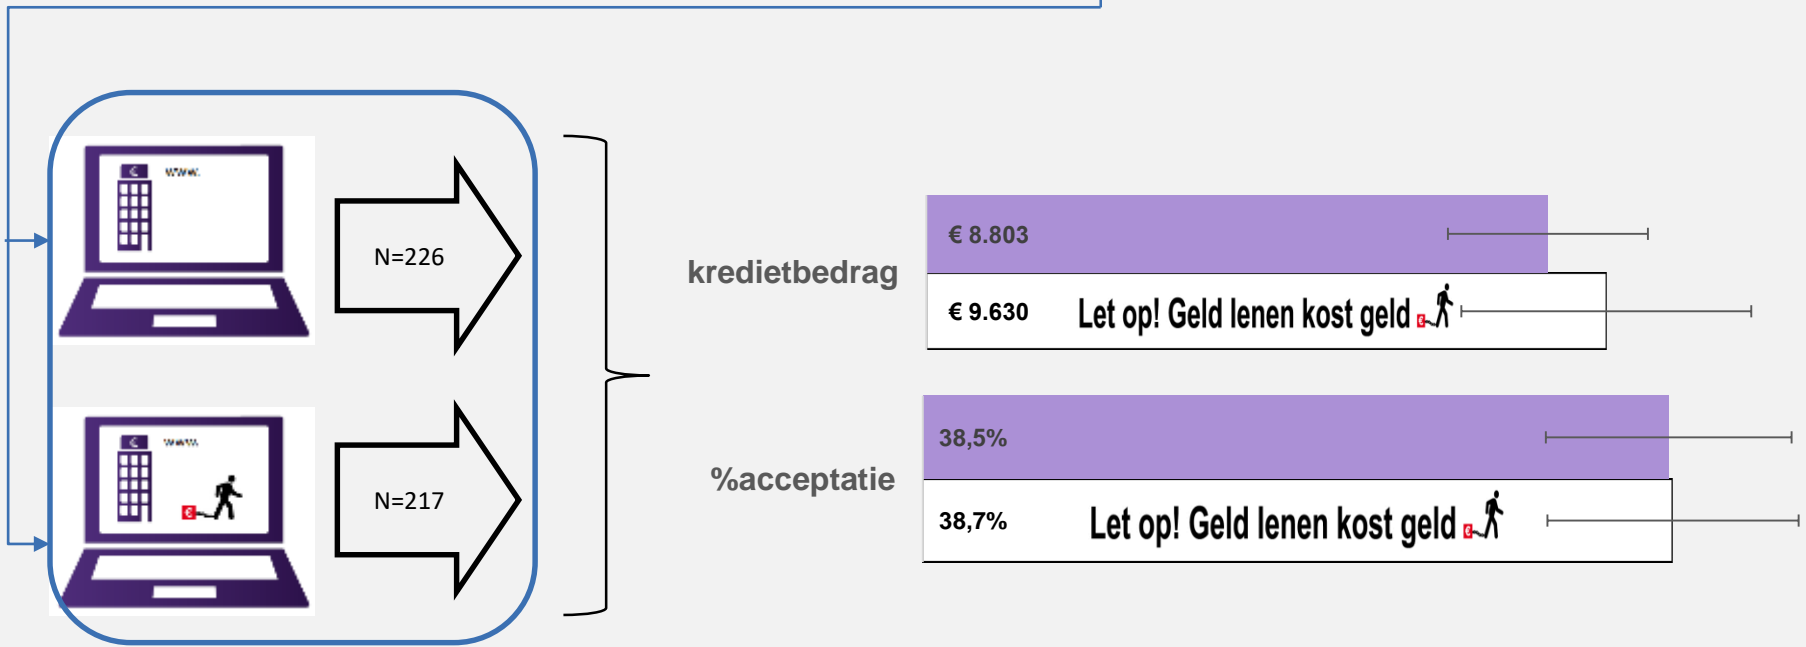 € www.
N=226
€ www.
€
N=217
kredietbedrag
€ 8.803
€ 9.630 Let op! Geld lenen kost geld €
%acceptatie
38,5%
38,7% Let op! Geld lenen kost geld €